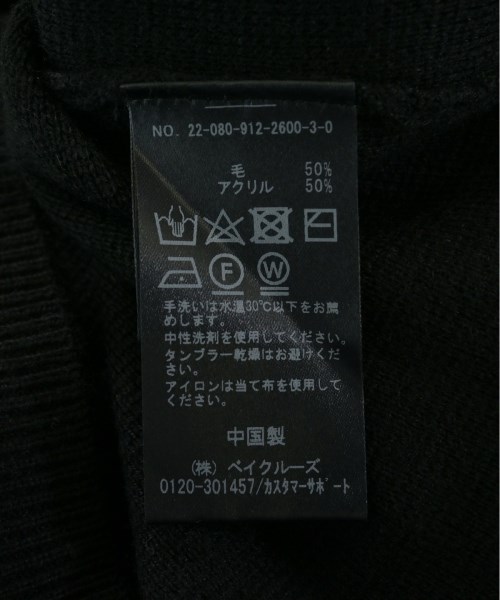 NO. 22-080-912-2600-3-0
毛 50%
アクリル 50%
F W
手洗いは水温30℃以下をお薦
めします。
中性洗剤を使用してください。
タンブラー乾燥はお避けくだ
さい。
アイロンは当て布を使用して
ください。
中国製
(株) ベイクルーズ
0120-301457/カスタマーサポート